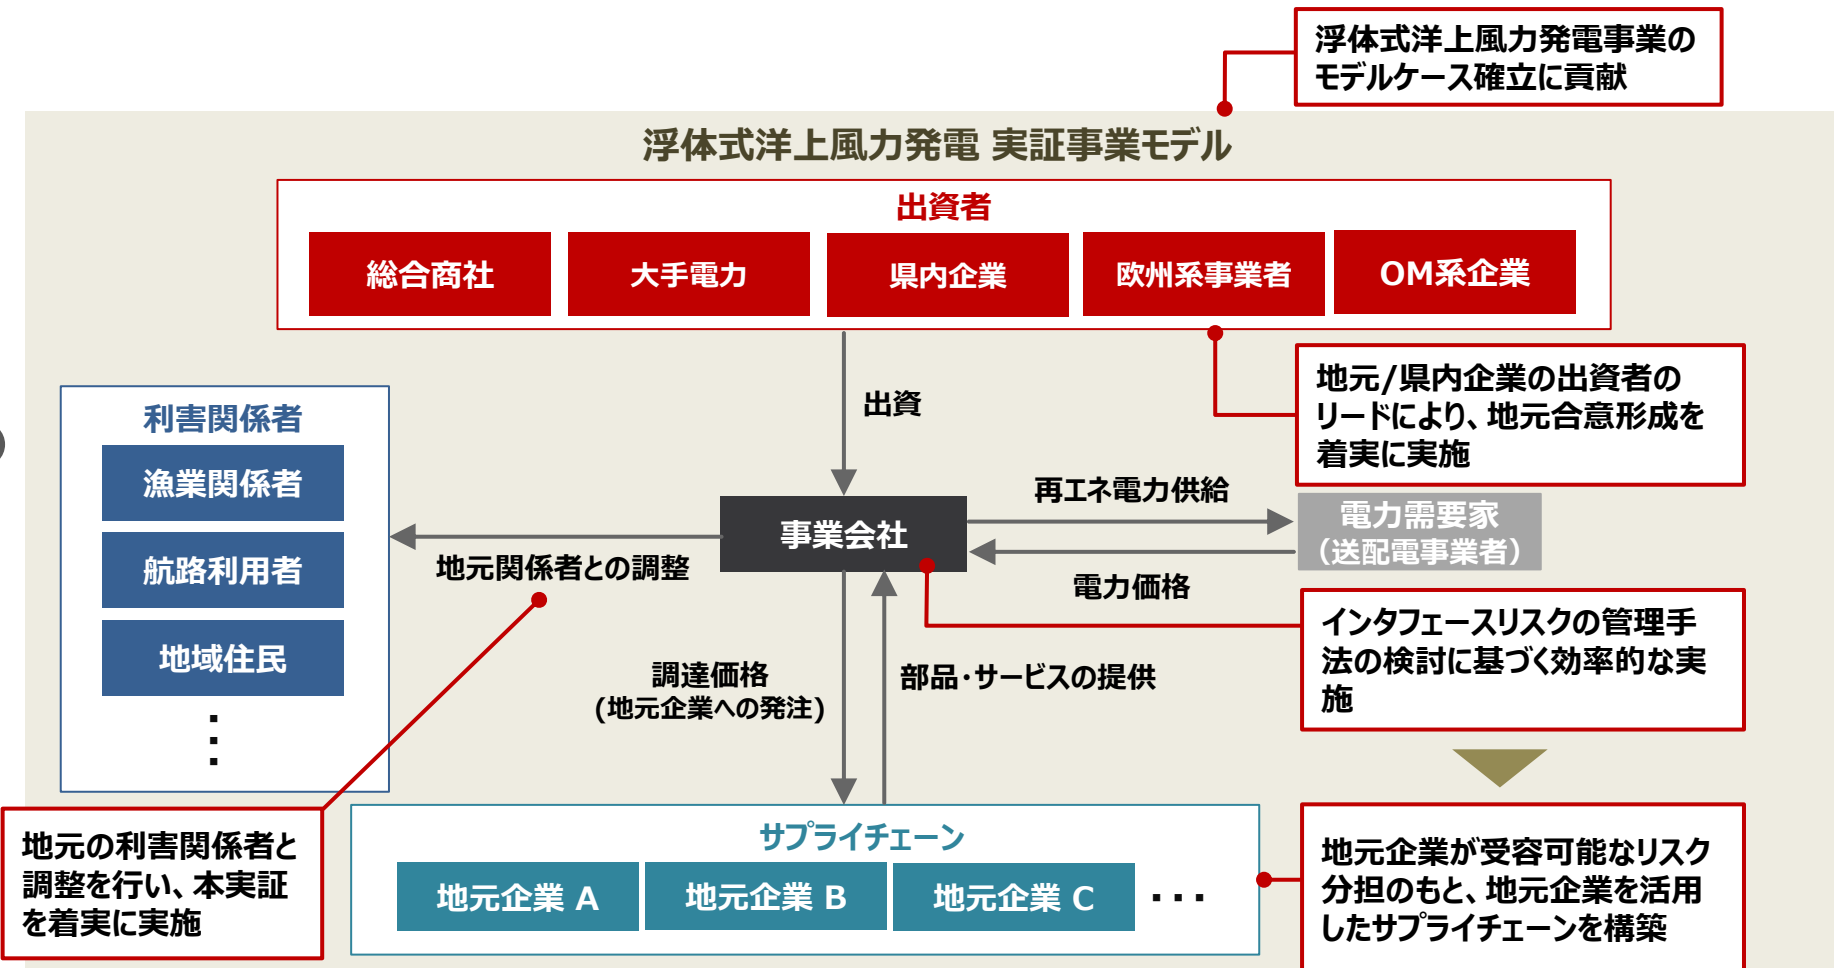 浮体式洋上風力発電事業の
モデルケース確立に貢献
浮体式洋上風力発電 実証事業モデル
出資者
総合商社
大手電力
県内企業
欧州系事業者
OM系企業
出資
地元/県内企業の出資者の
リードにより、地元合意形成を
着実に実施
利害関係者
漁業関係者
航路利用者
地域住民
⋮
地元関係者との調整
事業会社
再エネ電力供給
電力価格
電力需要家
（送配電事業者）
インタフェースリスクの管理手
法の検討に基づく効率的な実
施
調達価格
(地元企業への発注)
部品・サービスの提供
地元の利害関係者と
調整を行い、本実証
を着実に実施
サプライチェーン
地元企業 A
地元企業 B
地元企業 C
・・・
地元企業が受容可能なリスク
分担のもと、地元企業を活用
したサプライチェーンを構築